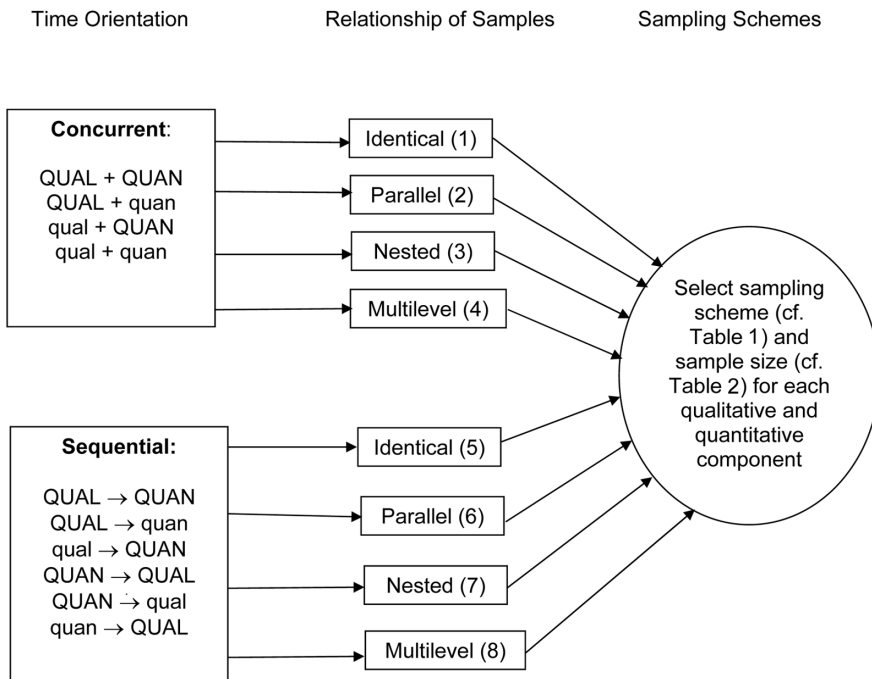 Time Orientation
Relationship of Samples
Sampling Schemes
Concurrent:
QUAL + QUAN
QUAL + quan
qual + QUAN
qual + quan
Identical (1)
Parallel (2)
Nested (3)
Multilevel (4)
Sequential:
QUAL → QUAN
QUAL → quan
qual → QUAN
QUAN → QUAL
QUAN → qual
quan → QUAL
Identical (5)
Parallel (6)
Nested (7)
Multilevel (8)
Select sampling
scheme (cf.
Table 1) and
sample size (cf.
Table 2) for each
qualitative and
quantitative
component